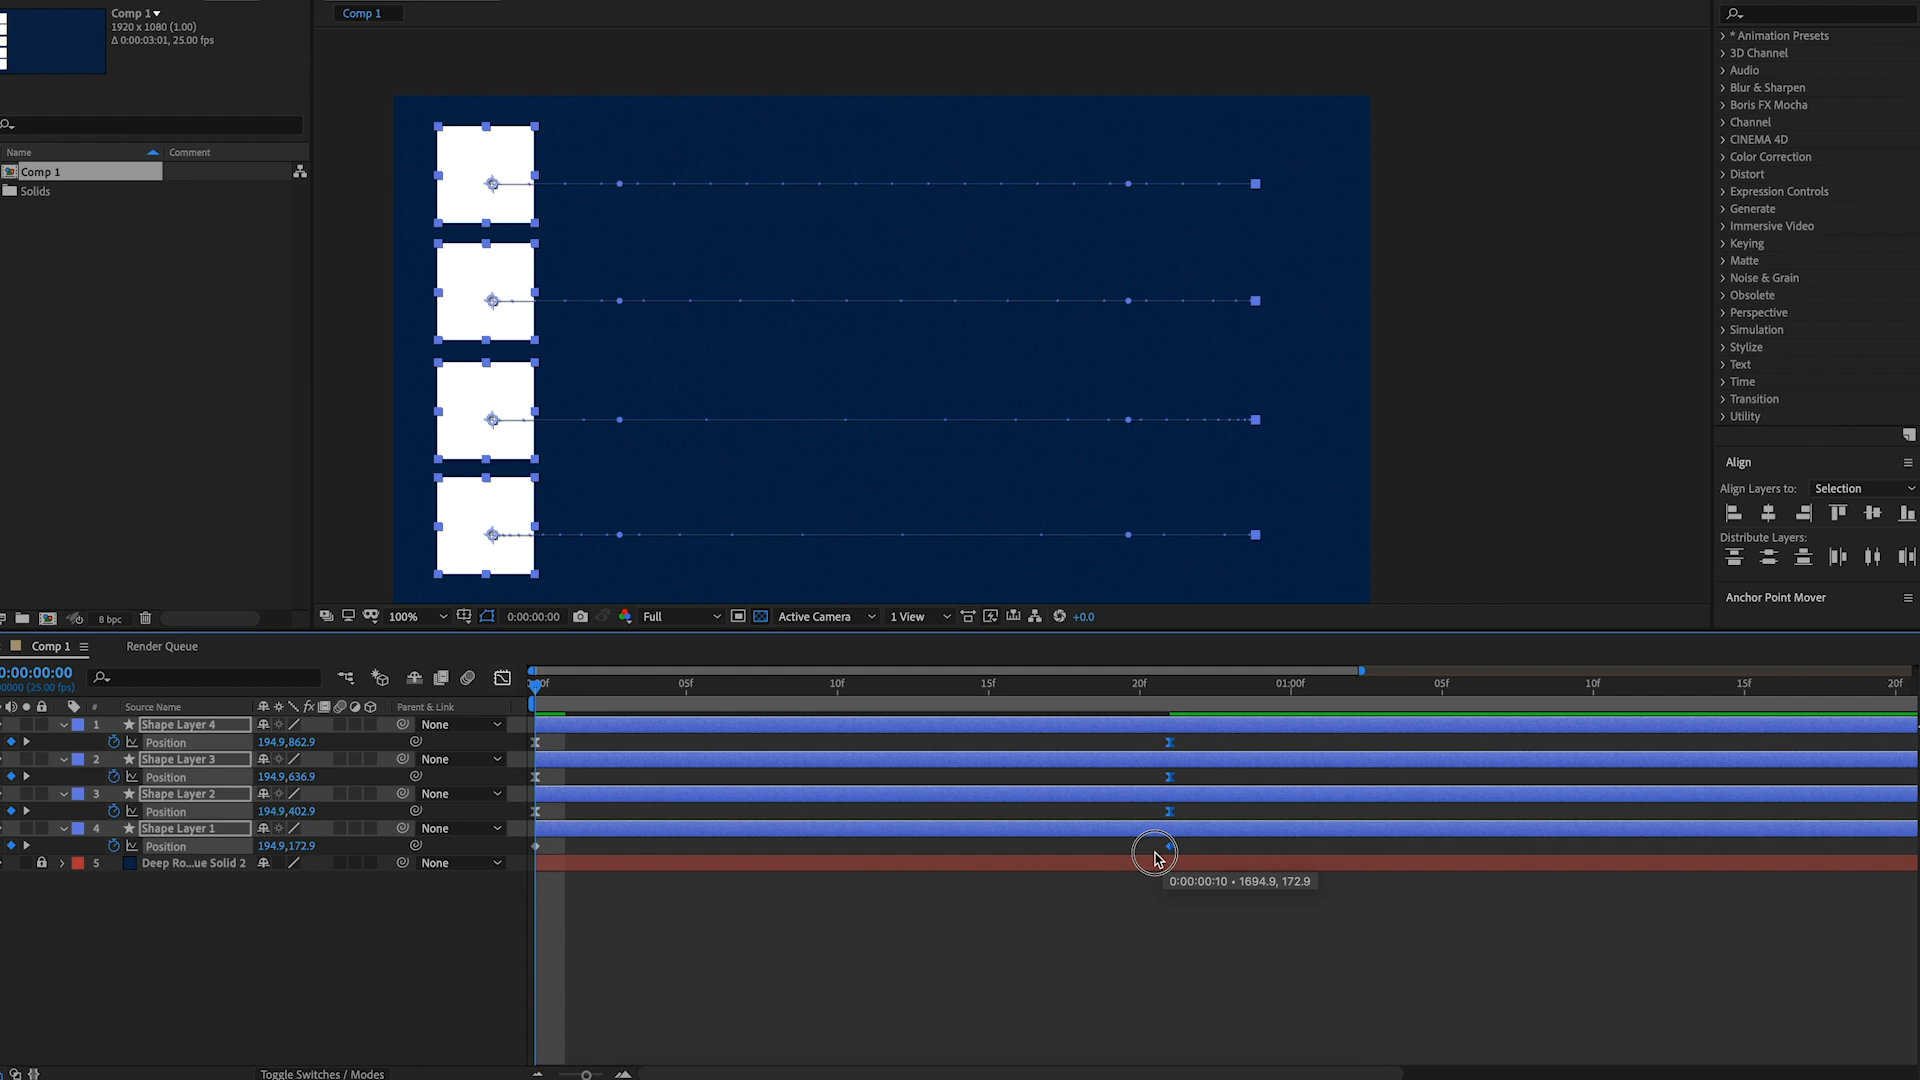 Comp 1
1920 x 1080 (1.00)
Δ 0:00:03:01, 25.00 fps
Name
Comment
Comp 1
Solids
8 bpc
Comp 1
100%
0:00:00:00
Full
Active Camera
1 View
+0.0
* Animation Presets
3D Channel
Audio
Blur & Sharpen
Boris FX Mocha
Channel
CINEMA 4D
Color Correction
Distort
Expression Controls
Generate
Immersive Video
Keying
Matte
Noise & Grain
Obsolete
Perspective
Simulation
Stylize
Text
Time
Transition
Utility
Align
Align Layers to: Selection
Distribute Layers:
Anchor Point Mover
Comp 1
Render Queue
0:00:00:00
(25.00 fps)
05f 10f 15f 20f 01:00f 05f 10f 15f 20f
# Source Name fx Parent & Link
1 Shape Layer 4 None
Position 194.9,862.9
2 Shape Layer 3 None
Position 194.9,636.9
3 Shape Layer 2 None
Position 194.9,402.9
4 Shape Layer 1 None
Position 194.9,172.9
5 Deep Ro...ue Solid 2 None
0:00:00:10 • 1694.9, 172.9
Toggle Switches / Modes